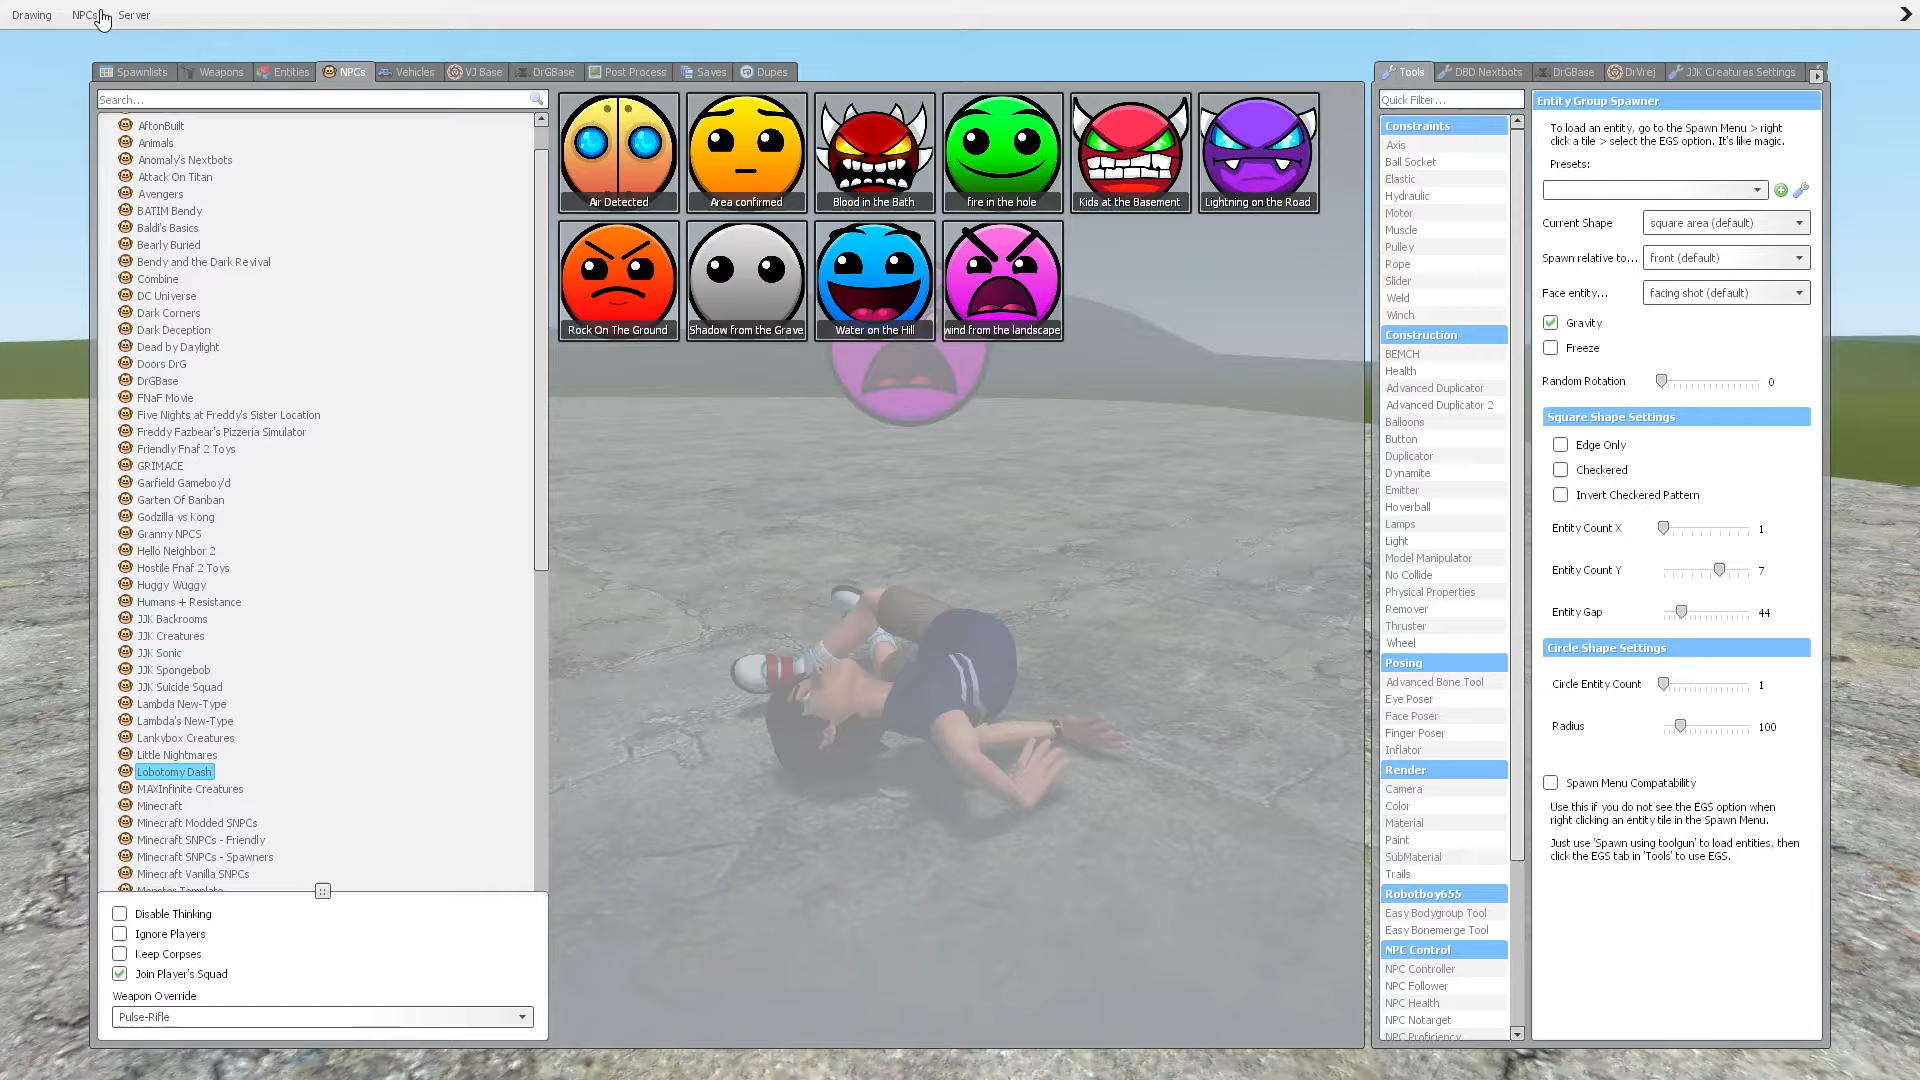 Drawing NPCs Server
Spawnlists Weapons Entities NPCs Vehicles VJ Base DrGBase Post Process Saves Dupes
Search...
AftonBuilt
Animals
Anomaly's Nextbots
Attack On Titan
Avengers
BATIM Bendy
Baldi's Basics
Bearly Buried
Bendy and the Dark Revival
Combine
DC Universe
Dark Corners
Dark Deception
Dead by Daylight
Doors DrG
DrGBase
FNaF Movie
Five Nights at Freddy's Sister Location
Freddy Fazbear's Pizzeria Simulator
Friendly Fnaf 2 Toys
GRIMACE
Garfield Gameboy'd
Garten Of Banban
Godzilla vs Kong
Granny NPCS
Hello Neighbor 2
Hostile Fnaf 2 Toys
Huggy Wuggy
Humans + Resistance
JJK Backrooms
JJK Creatures
JJK Sonic
JJK Spongebob
JJK Suicide Squad
Lambda New-Type
Lambda's New-Type
Lankybox Creatures
Little Nightmares
Lobotomy Dash
MAXInfinite Creatures
Minecraft
Minecraft Modded SNPCs
Minecraft SNPCs - Friendly
Minecraft SNPCs - Spawners
Minecraft Vanilla SNPCs
Monster Template
Disable Thinking
Ignore Players
Keep Corpses
Join Player's Squad
Weapon Override
Pulse-Rifle
Air Detected
Area confirmed
Blood in the Bath
fire in the hole
Kids at the Basement
Lightning on the Road
Rock On The Ground
Shadow from the Grave
Water on the Hill
wind from the landscape
Tools DBD Nextbots DrGBase DrVrej JJK Creatures Settings
Quick Filter...
Constraints
Axis
Ball Socket
Elastic
Hydraulic
Motor
Muscle
Pulley
Rope
Slider
Weld
Winch
Construction
BEMCH
Health
Advanced Duplicator
Advanced Duplicator 2
Balloons
Button
Duplicator
Dynamite
Emitter
Hoverball
Lamps
Light
Model Manipulator
No Collide
Physical Properties
Remover
Thruster
Wheel
Posing
Advanced Bone Tool
Eye Poser
Face Poser
Finger Poser
Inflator
Render
Camera
Color
Material
Paint
SubMaterial
Trails
Robotboy655
Easy Bodygroup Tool
Easy Bonemerge Tool
NPC Control
NPC Controller
NPC Follower
NPC Health
NPC Notarget
NPC Proficiency
Entity Group Spawner
To load an entity, go to the Spawn Menu > right
click a tile > select the EGS option. It's like magic.
Presets:
Current Shape square area (default)
Spawn relative to... front (default)
Face entity... facing shot (default)
Gravity
Freeze
Random Rotation 0
Square Shape Settings
Edge Only
Checkered
Invert Checkered Pattern
Entity Count X 1
Entity Count Y 7
Entity Gap 44
Circle Shape Settings
Circle Entity Count 1
Radius 100
Spawn Menu Compatability
Use this if you do not see the EGS option when
right clicking an entity tile in the Spawn Menu.
Just use 'Spawn using toolgun' to load entities, then
click the EGS tab in 'Tools' to use EGS.